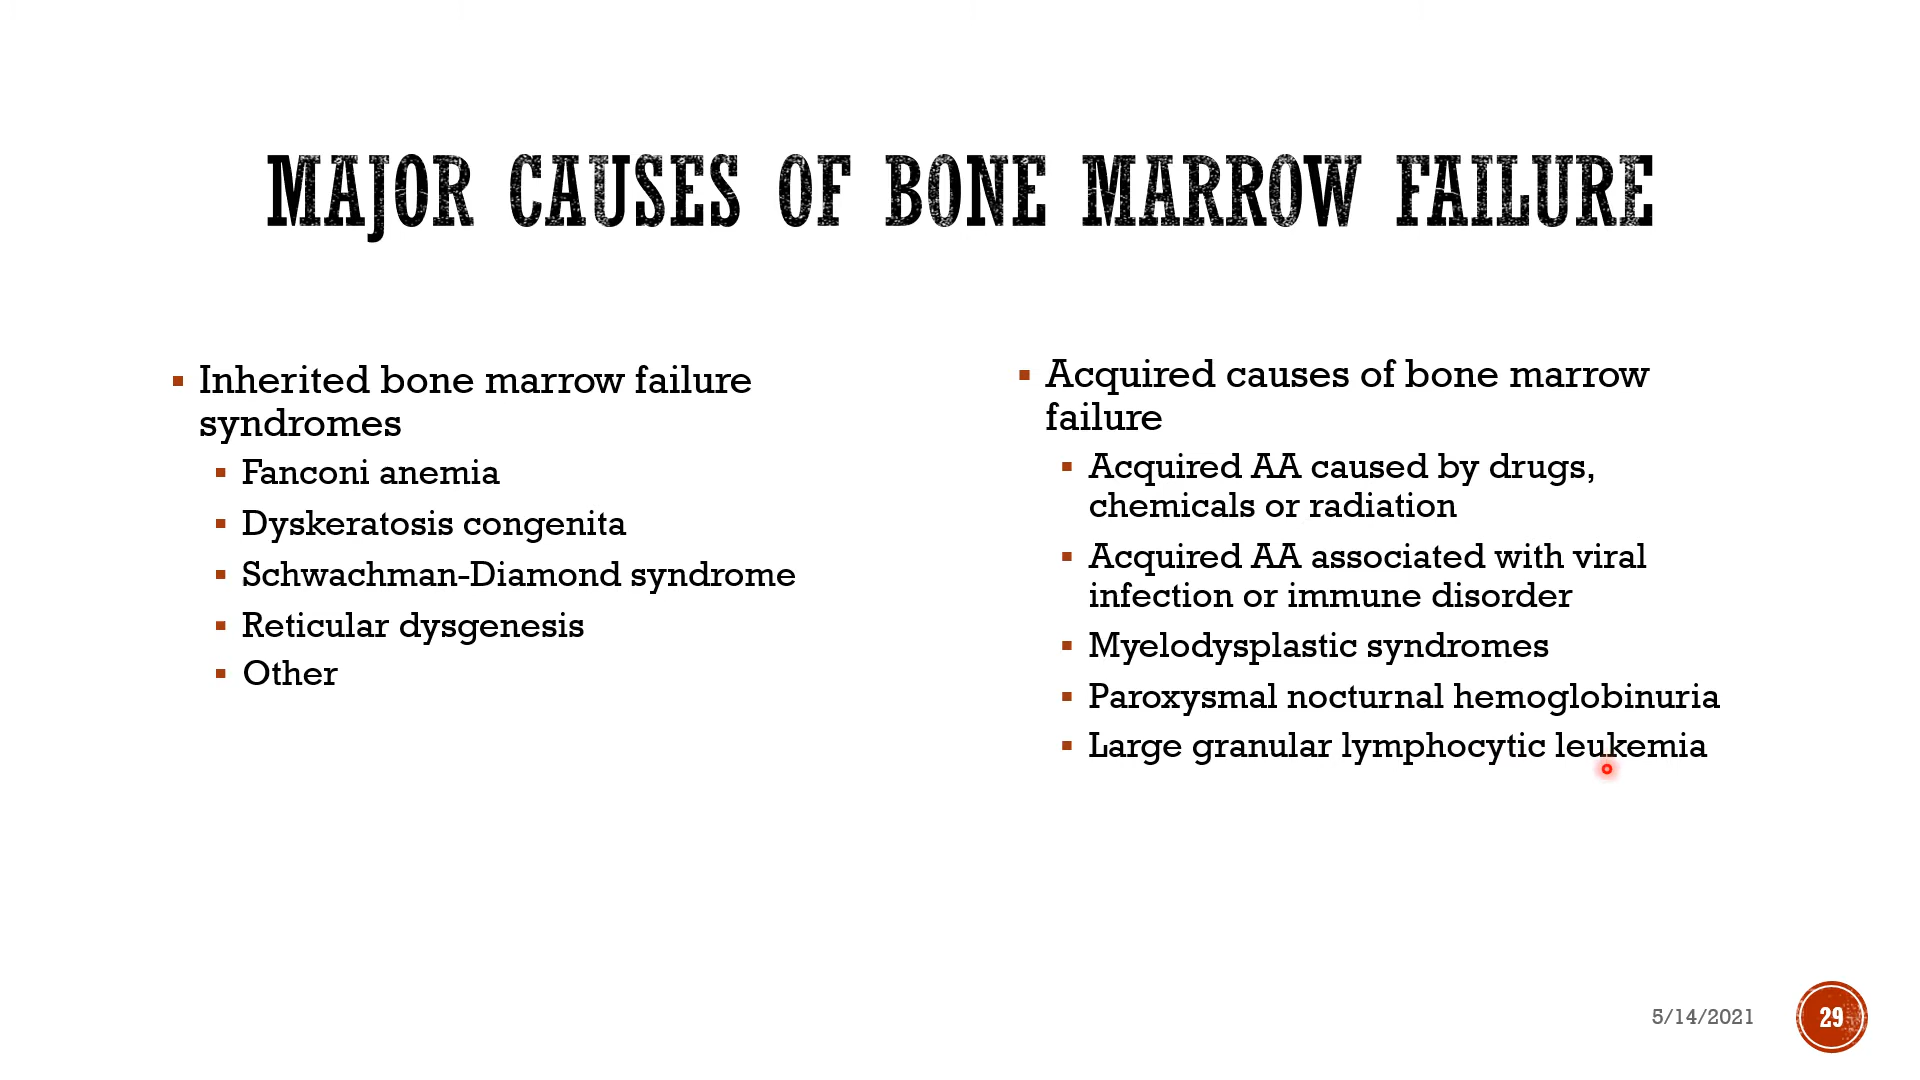 MAJOR CAUSES OF BONE MARROW FAILURE
Inherited bone marrow failure
syndromes
Fanconi anemia
Dyskeratosis congenita
Schwachman-Diamond syndrome
Reticular dysgenesis
Other
Acquired causes of bone marrow
failure
Acquired AA caused by drugs,
chemicals or radiation
Acquired AA associated with viral
infection or immune disorder
Myelodysplastic syndromes
Paroxysmal nocturnal hemoglobinuria
Large granular lymphocytic leukemia
5/14/2021
29